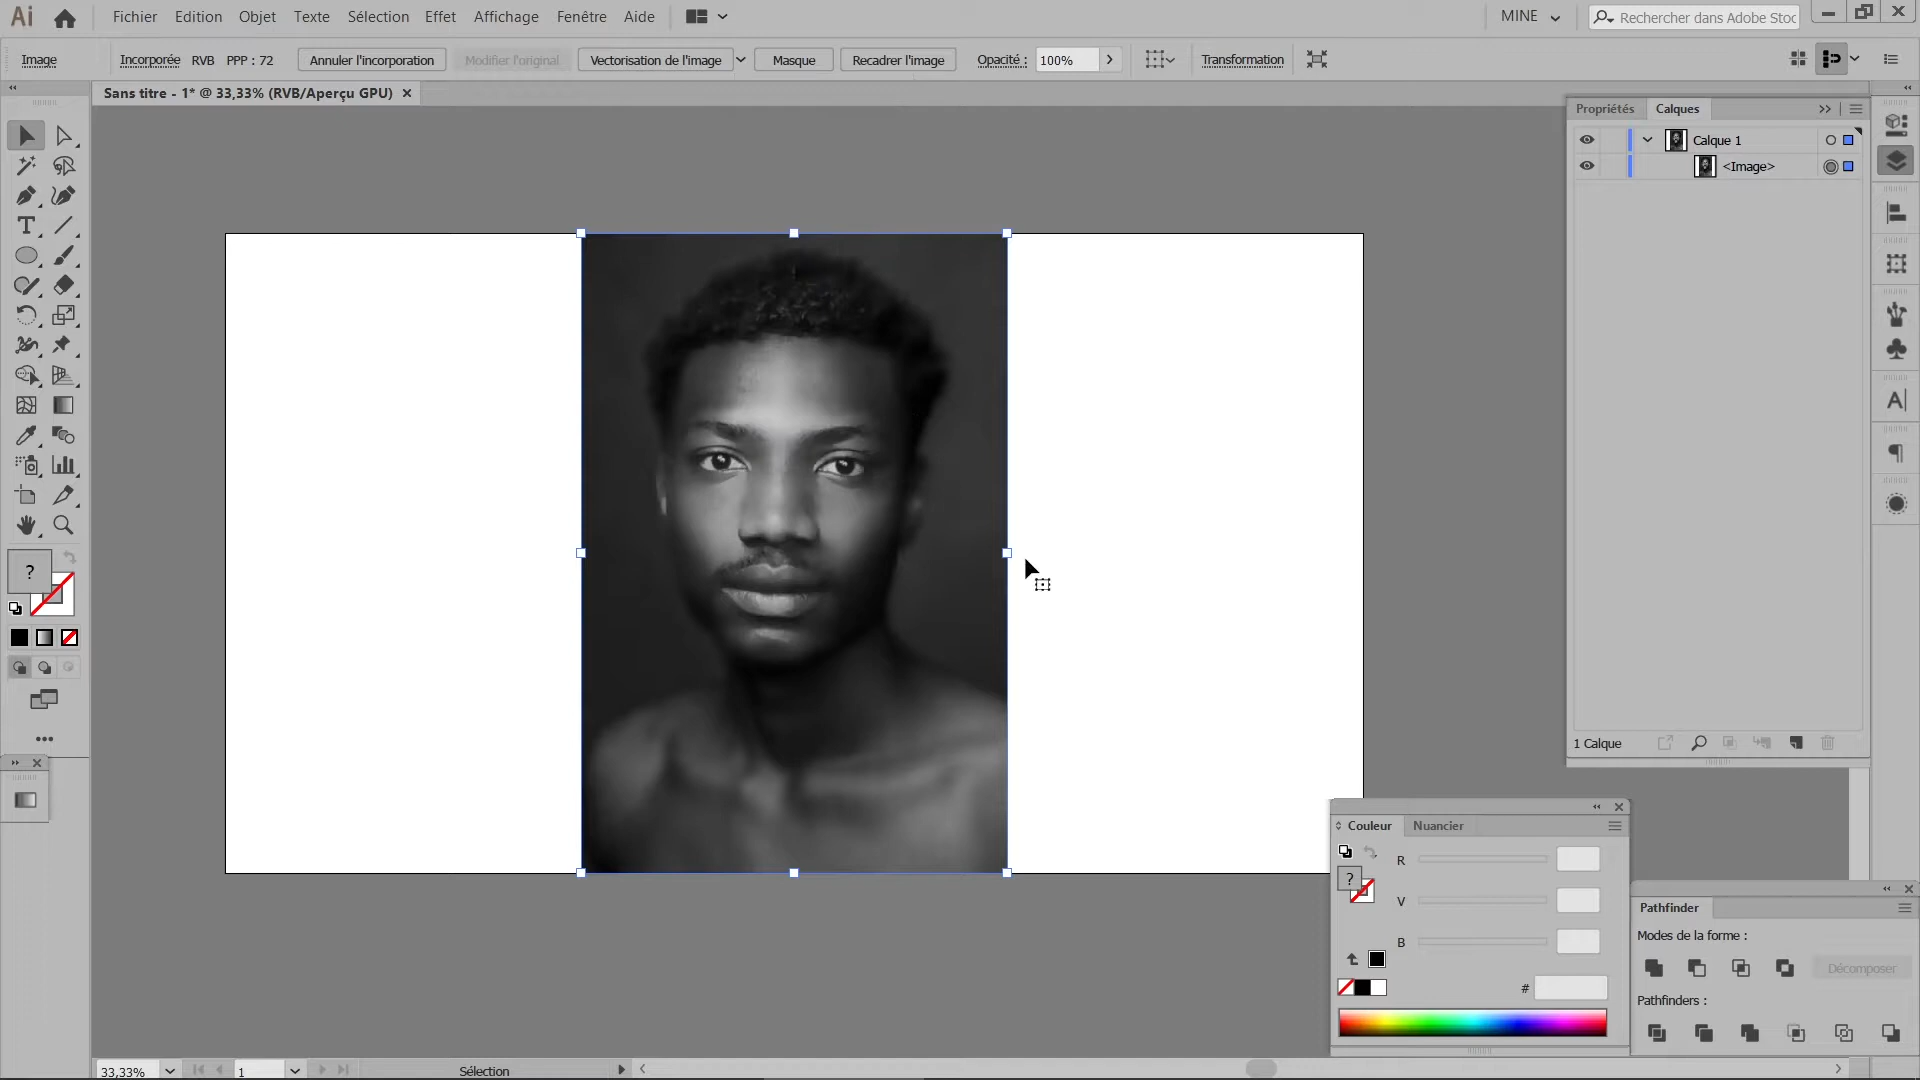 Ai
Fichier Edition Objet Texte Sélection Effet Affichage Fenêtre Aide MINE Rechercher dans Adobe Stoc
Image Incorporée RVB PPP : 72 Annuler l'incorporation Modifier l'original Vectorisation de l'image Masque Recadrer l'image Opacité : 100% Transformation
Sans titre - 1* @ 33,33% (RVB/Aperçu GPU)
Propriétés Calques
Calque 1
<Image>
T
A
?
1 Calque
Couleur Nuancier
R
?
V
B
#
Pathfinder
Modes de la forme :
Décomposer
Pathfinders :
33,33% 1 Sélection